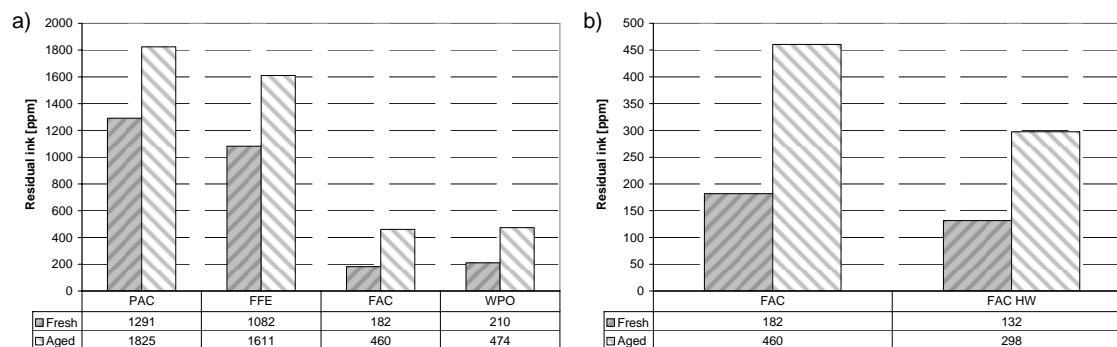 a)
Residual ink [ppm]
2000
1800
1600
1400
1200
1000
800
600
400
200
0
PAC FFE FAC WPO
Fresh 1291 1082 182 210
Aged 1825 1611 460 474
b)
Residual ink [ppm]
500
450
400
350
300
250
200
150
100
50
0
FAC FAC HW
Fresh 182 132
Aged 460 298